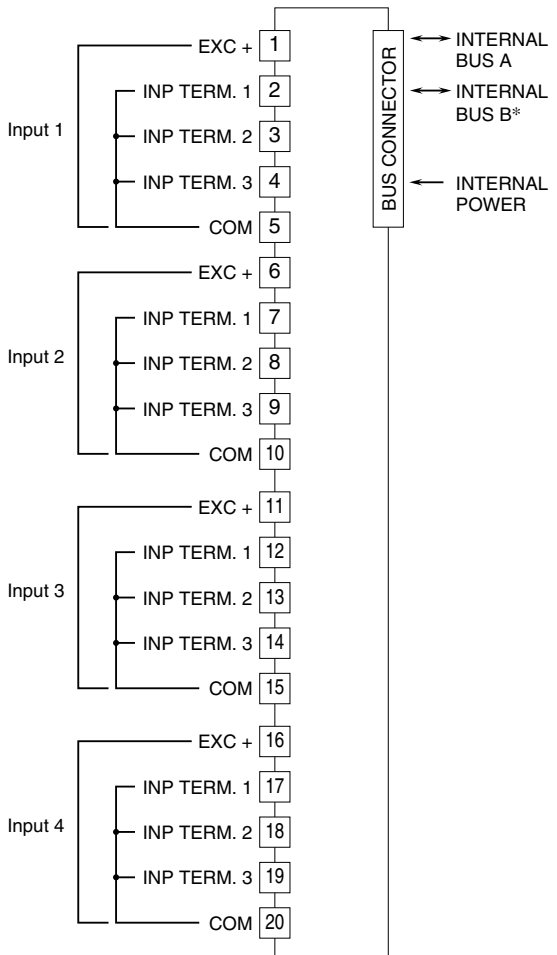 EXC + 1
INP TERM. 1 2
Input 1
INP TERM. 2 3
INP TERM. 3 4
COM 5
EXC + 6
INP TERM. 1 7
Input 2
INP TERM. 2 8
INP TERM. 3 9
COM 10
EXC + 11
INP TERM. 1 12
Input 3
INP TERM. 2 13
INP TERM. 3 14
COM 15
EXC + 16
INP TERM. 1 17
Input 4
INP TERM. 2 18
INP TERM. 3 19
COM 20
BUS CONNECTOR
INTERNAL
BUS A
INTERNAL
BUS B*
INTERNAL
POWER